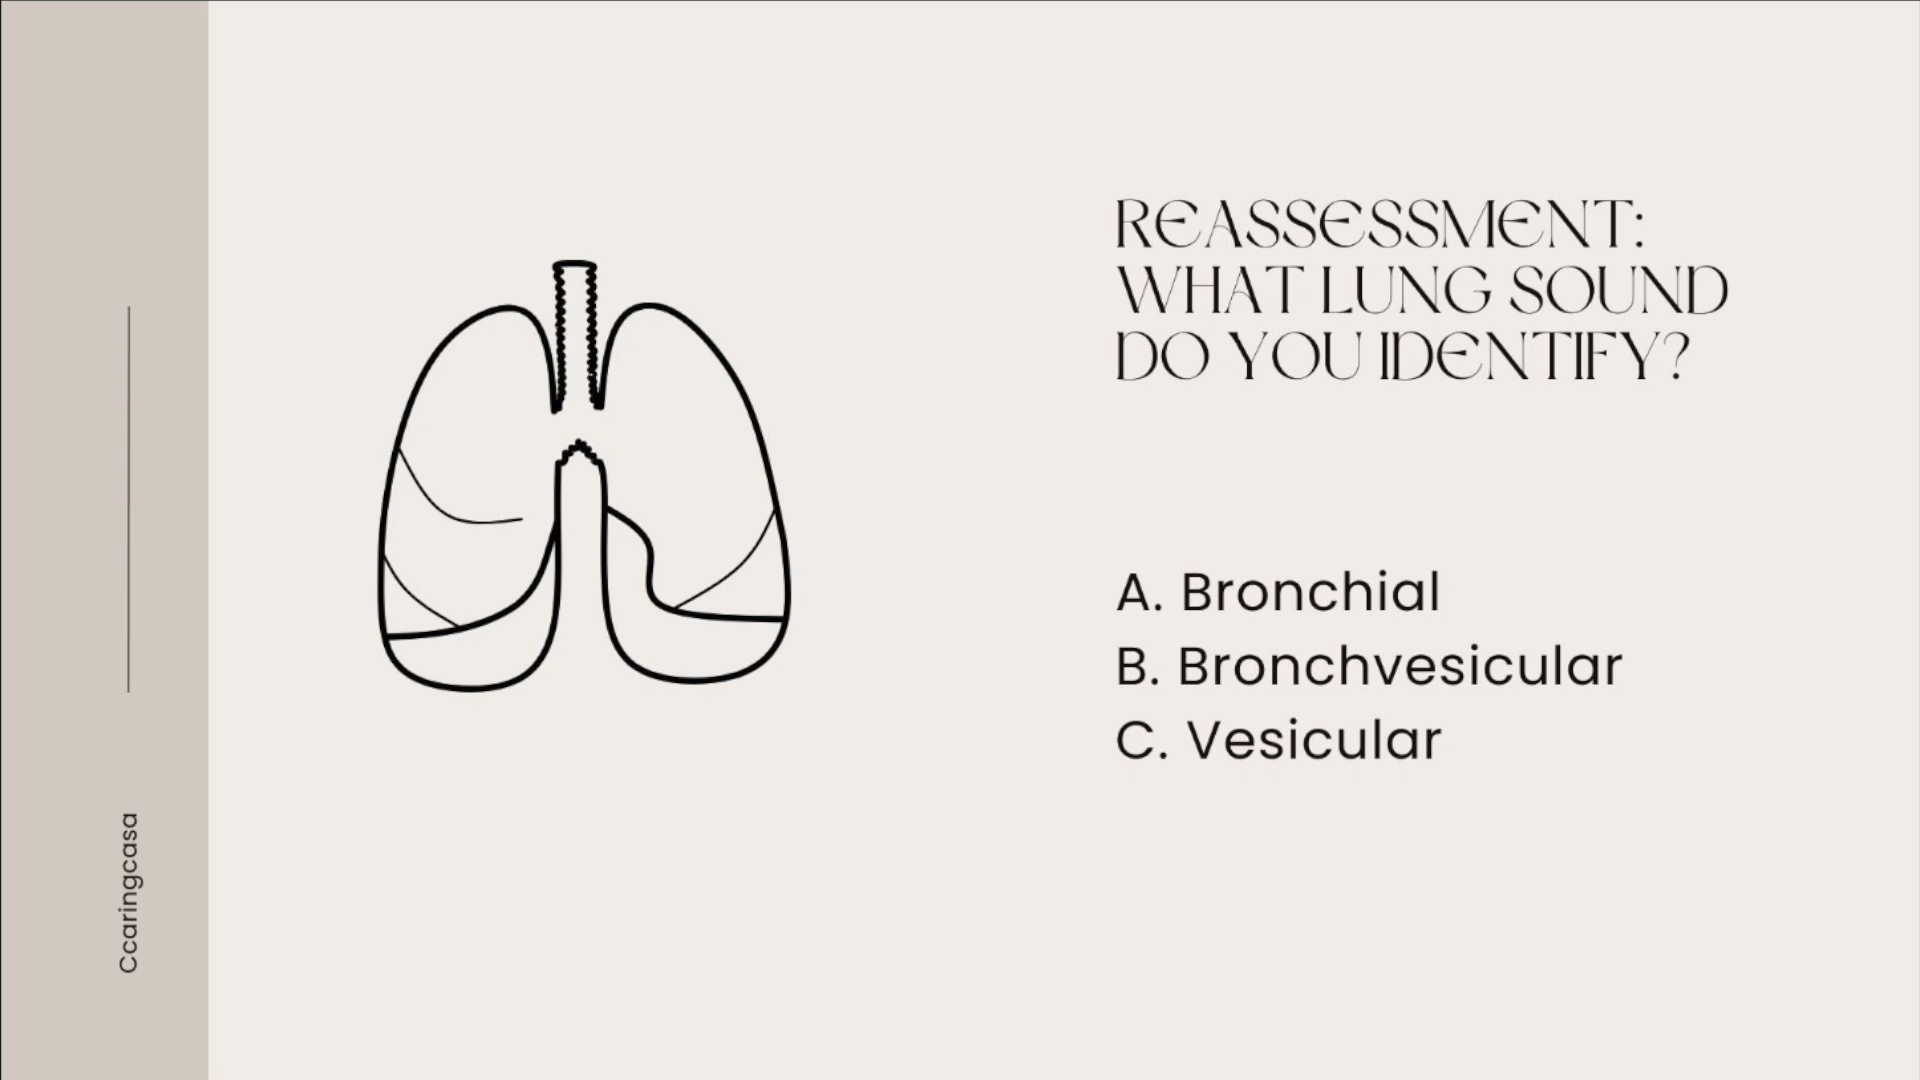 REASSESSMENT:
WHAT LUNG SOUND
DO YOU IDENTIFY?
A. Bronchial
B. Bronchvesicular
C. Vesicular
Ccaringcasa